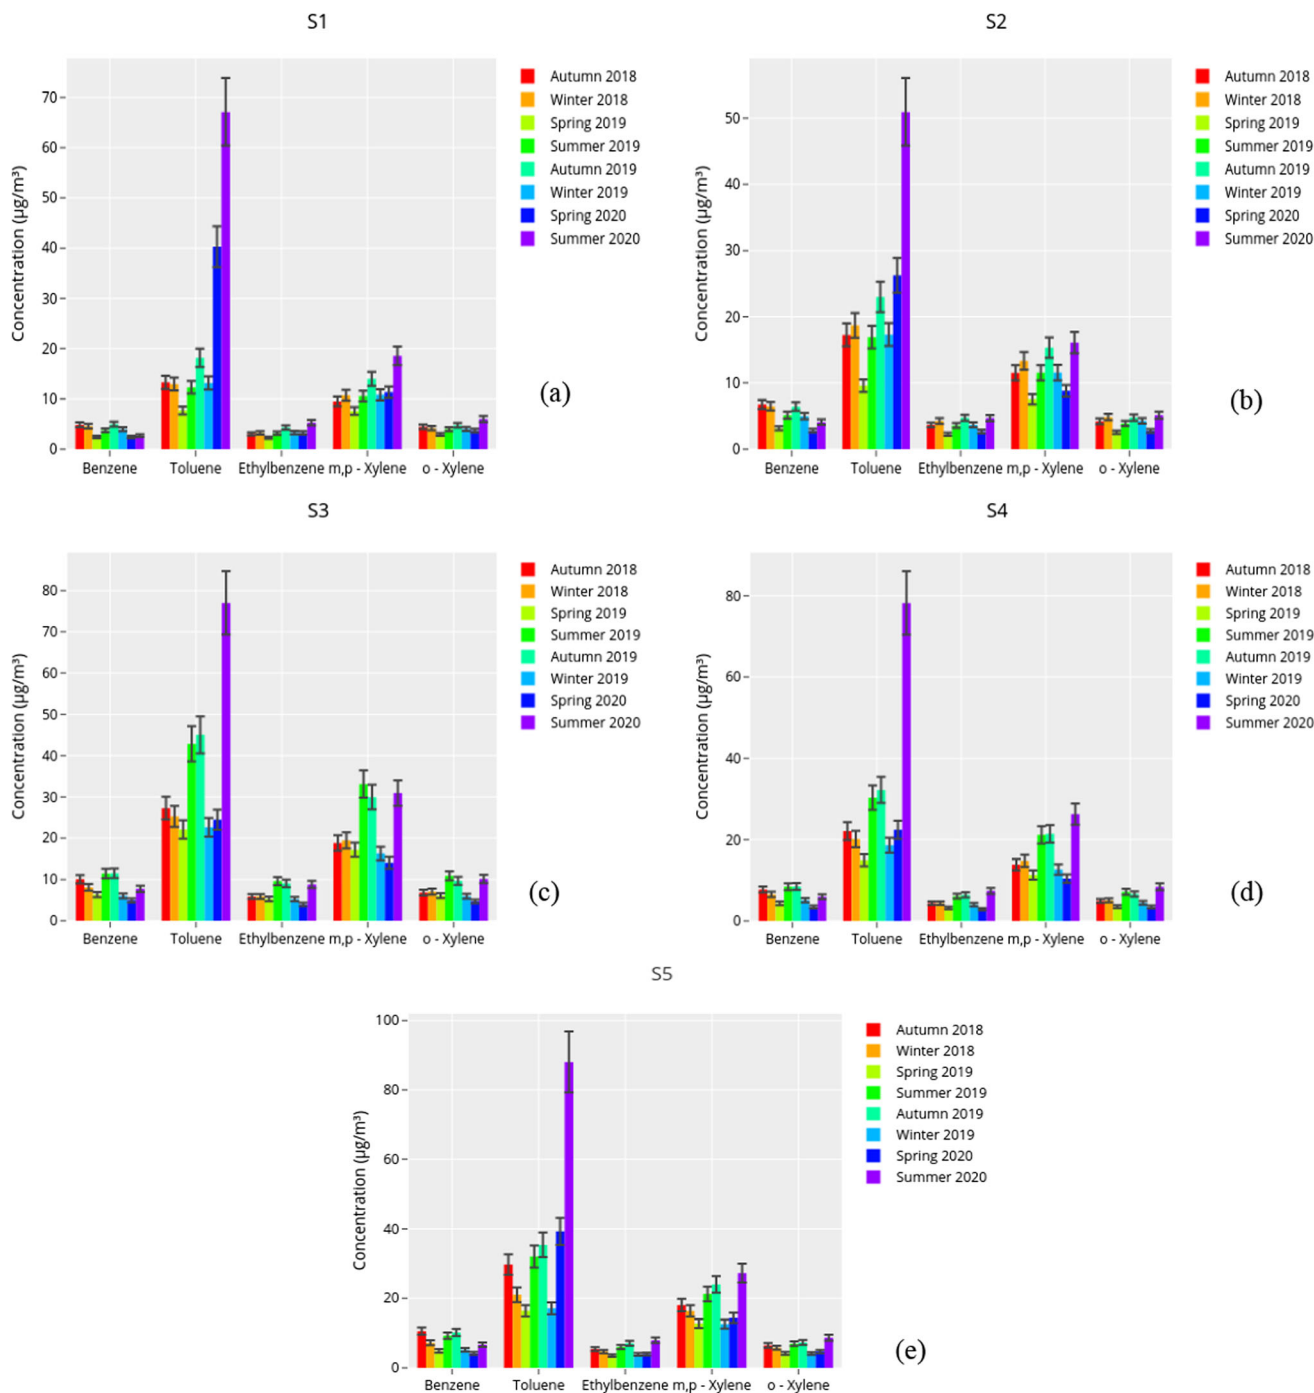 S1
Concentration (µg/m³)
70
60
50
40
30
20
10
0
Benzene
Toluene
Ethylbenzene
m,p - Xylene
o - Xylene
Autumn 2018
Winter 2018
Spring 2019
Summer 2019
Autumn 2019
Winter 2019
Spring 2020
Summer 2020
(a)
S2
Concentration (µg/m³)
50
40
30
20
10
0
Benzene
Toluene
Ethylbenzene
m,p - Xylene
o - Xylene
Autumn 2018
Winter 2018
Spring 2019
Summer 2019
Autumn 2019
Winter 2019
Spring 2020
Summer 2020
(b)
S3
Concentration (µg/m³)
80
70
60
50
40
30
20
10
0
Benzene
Toluene
Ethylbenzene
m,p - Xylene
o - Xylene
Autumn 2018
Winter 2018
Spring 2019
Summer 2019
Autumn 2019
Winter 2019
Spring 2020
Summer 2020
(c)
S4
Concentration (µg/m³)
80
60
40
20
0
Benzene
Toluene
Ethylbenzene
m,p - Xylene
o - Xylene
Autumn 2018
Winter 2018
Spring 2019
Summer 2019
Autumn 2019
Winter 2019
Spring 2020
Summer 2020
(d)
S5
Concentration (µg/m³)
100
80
60
40
20
0
Benzene
Toluene
Ethylbenzene
m,p - Xylene
o - Xylene
Autumn 2018
Winter 2018
Spring 2019
Summer 2019
Autumn 2019
Winter 2019
Spring 2020
Summer 2020
(e)